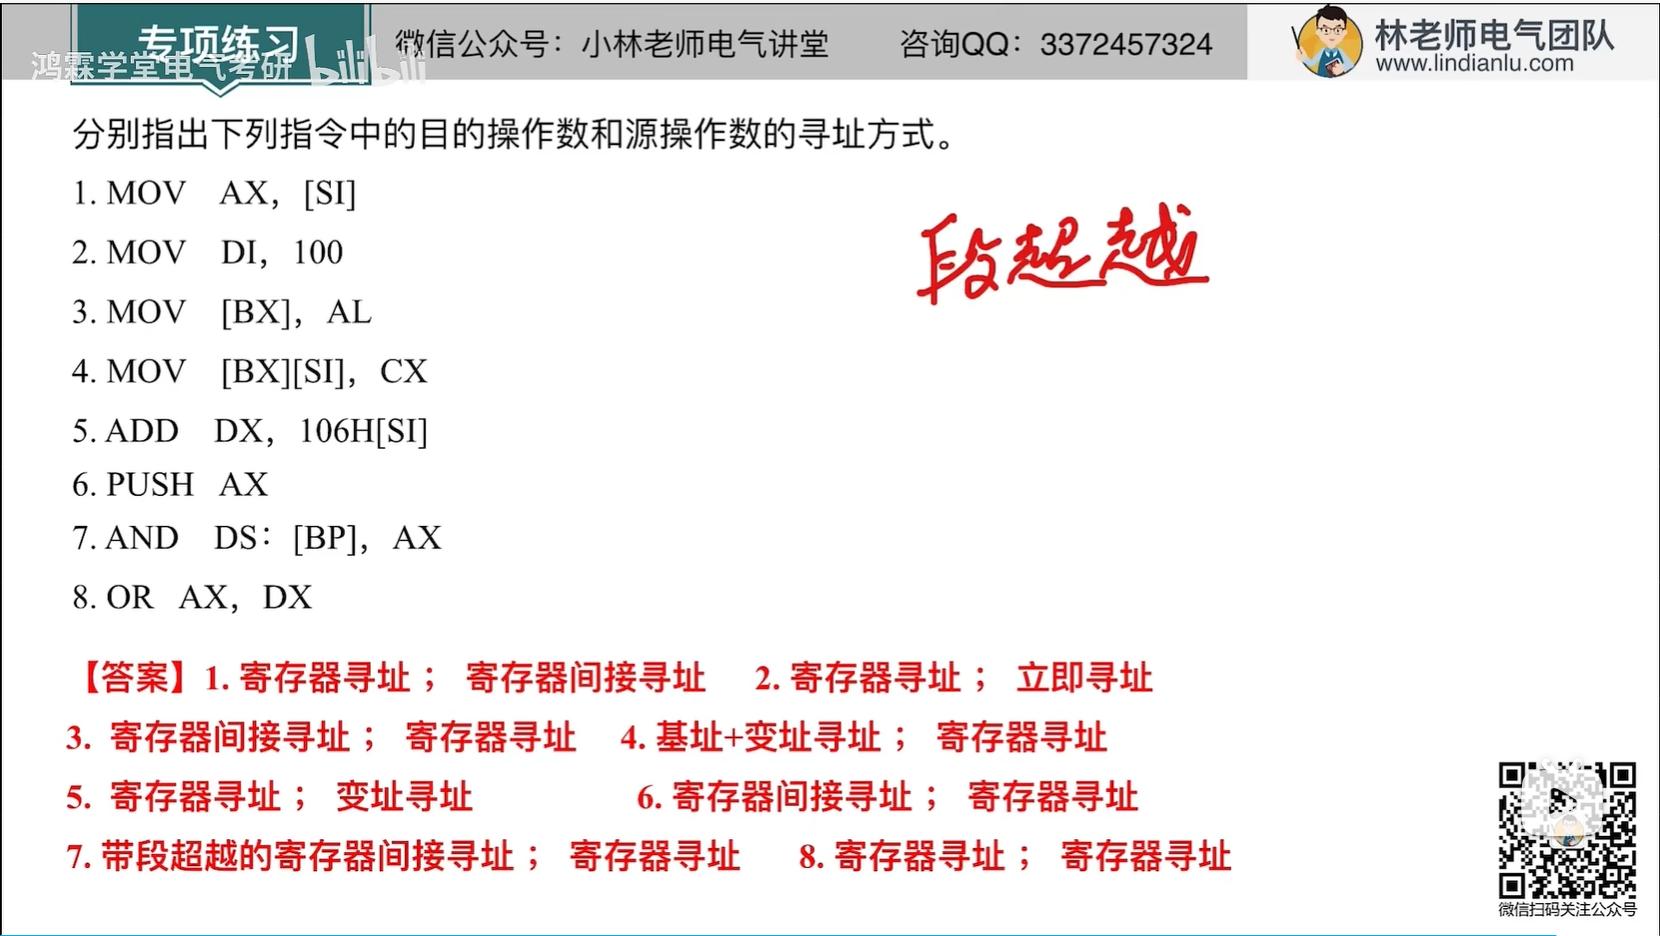 专项练习
鸿霖学堂电气考研 bilibili
微信公众号：小林老师电气讲堂 咨询QQ：3372457324
林老师电气团队
www.lindianlu.com
分别指出下列指令中的目的操作数和源操作数的寻址方式。
1. MOV AX，[SI]
2. MOV DI，100
3. MOV [BX]，AL
4. MOV [BX][SI]，CX
5. ADD DX，106H[SI]
6. PUSH AX
7. AND DS：[BP]，AX
8. OR AX，DX
段超越
【答案】1. 寄存器寻址； 寄存器间接寻址 2. 寄存器寻址； 立即寻址
3. 寄存器间接寻址； 寄存器寻址 4. 基址+变址寻址； 寄存器寻址
5. 寄存器寻址； 变址寻址 6. 寄存器间接寻址； 寄存器寻址
7. 带段超越的寄存器间接寻址； 寄存器寻址 8. 寄存器寻址； 寄存器寻址
微信扫码关注公众号